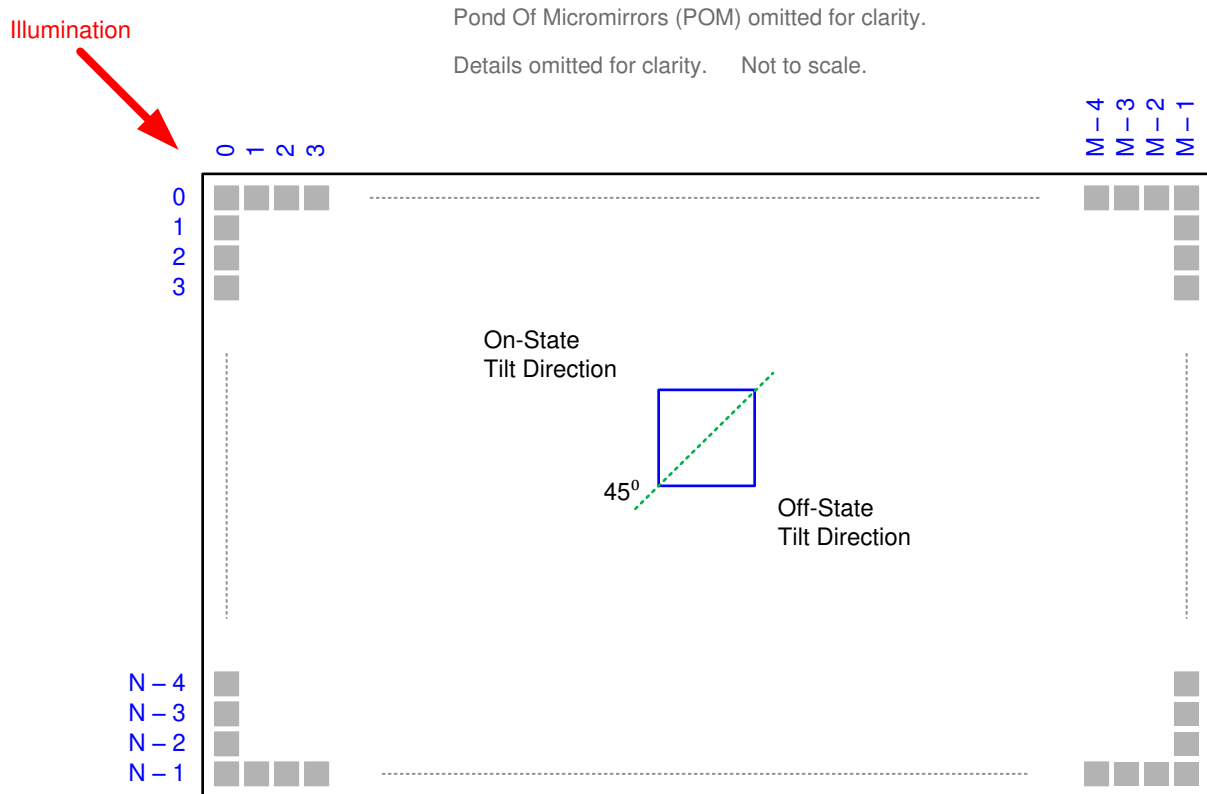 Pond Of Micromirrors (POM) omitted for clarity.
Illumination
Details omitted for clarity. Not to scale.
M – 4
M – 3
M – 2
M – 1
0
1
2
3
0
1
2
3
On-State
Tilt Direction
45⁰
Off-State
Tilt Direction
N – 4
N – 3
N – 2
N – 1